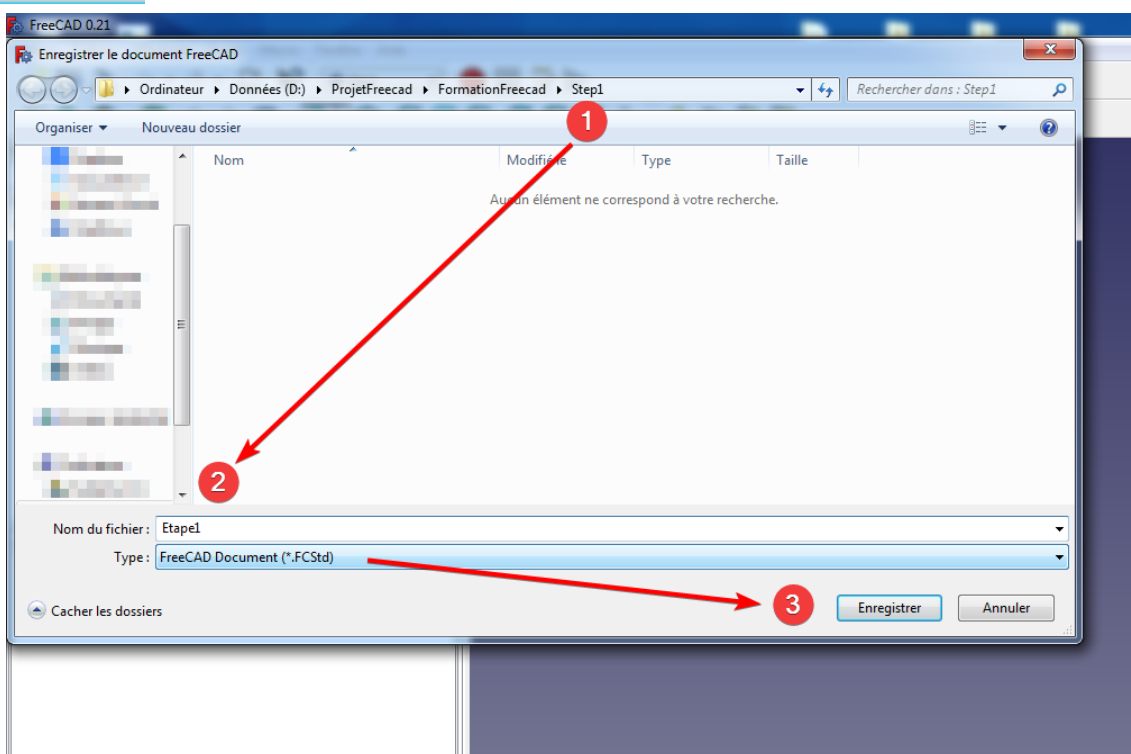 FreeCAD 0.21
Enregistrer le document FreeCAD
Ordinateur ▸ Données (D:) ▸ ProjetFreecad ▸ FormationFreecad ▸ Step1
Rechercher dans : Step1
Organiser Nouveau dossier
1
Nom Type Taille
Aucun élément ne correspond à votre recherche.
2
Nom du fichier : Etape1
Type : FreeCAD Document (*.FCStd)
Cacher les dossiers 3 Enregistrer Annuler